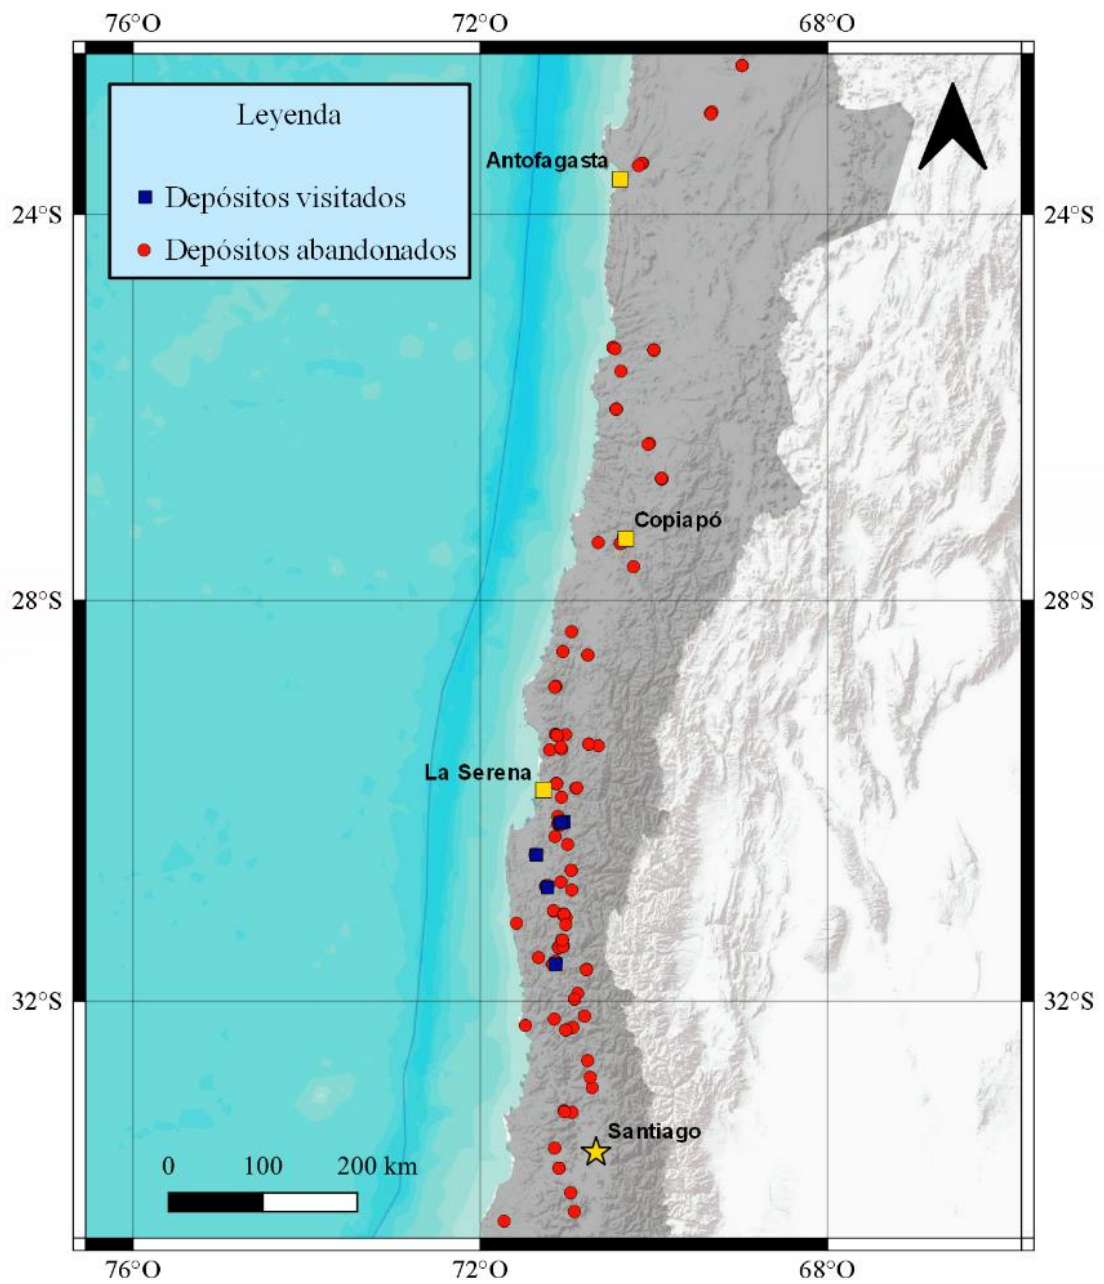 76°O 72°O 68°O
Leyenda
Depósitos visitados
Depósitos abandonados
Antofagasta
24°S 24°S
Copiapó
28°S 28°S
La Serena
32°S 32°S
Santiago
0 100 200 km
76°O 72°O 68°O